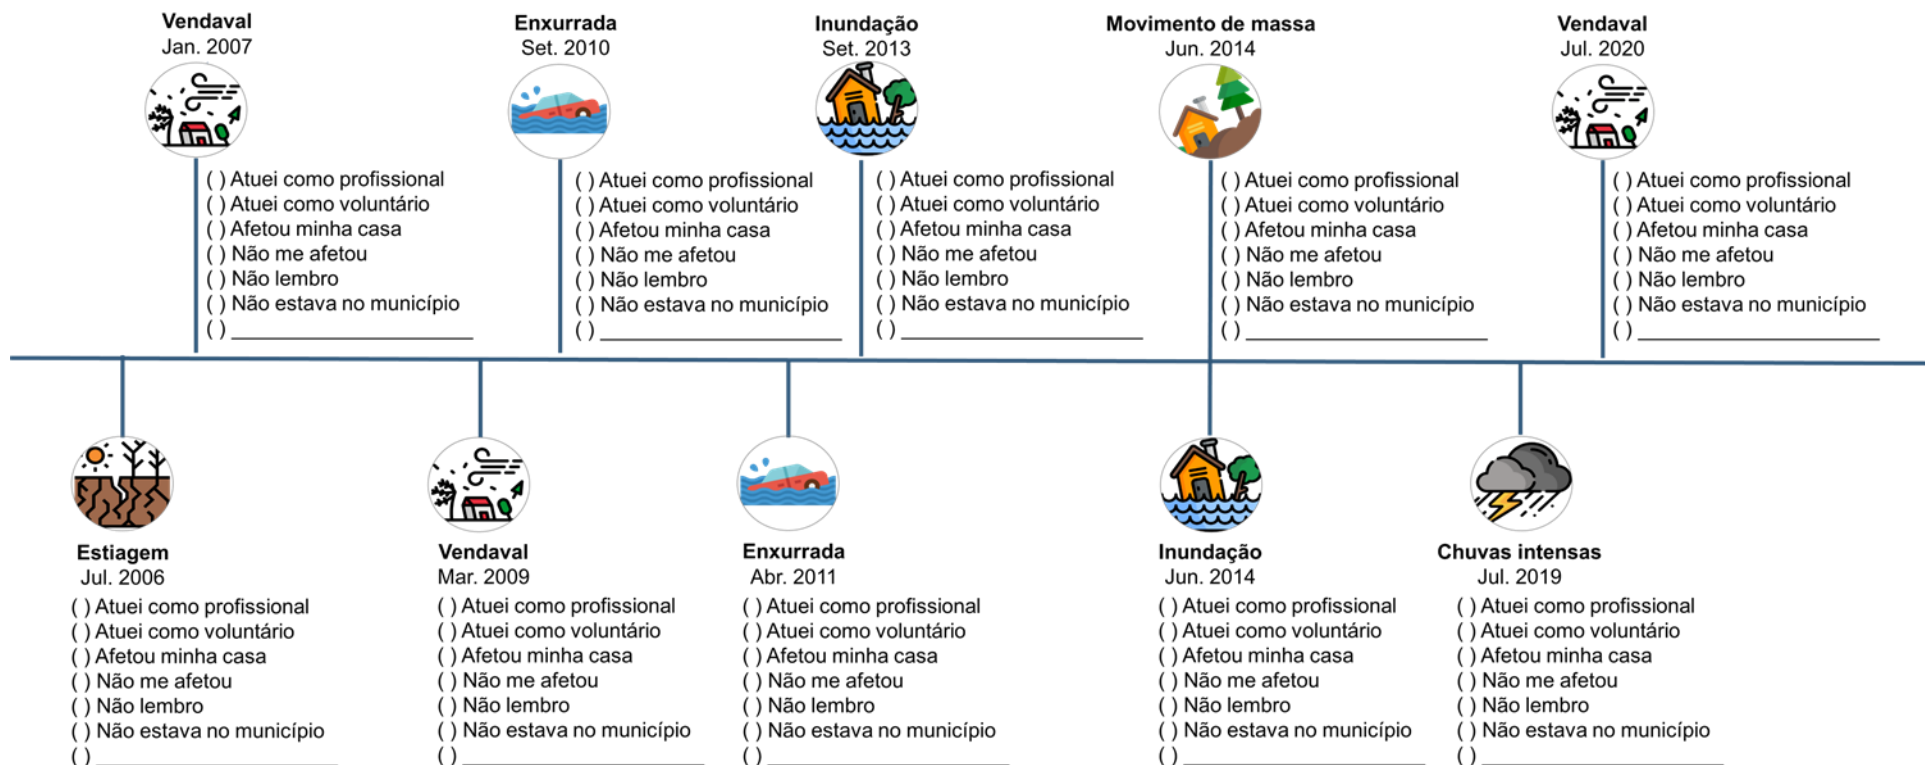 Vendaval
Jan. 2007
( ) Atuei como profissional
( ) Atuei como voluntário
( ) Afetou minha casa
( ) Não me afetou
( ) Não lembro
( ) Não estava no município
( ) ______________________
Enxurrada
Set. 2010
( ) Atuei como profissional
( ) Atuei como voluntário
( ) Afetou minha casa
( ) Não me afetou
( ) Não lembro
( ) Não estava no município
( ) ______________________
Inundação
Set. 2013
( ) Atuei como profissional
( ) Atuei como voluntário
( ) Afetou minha casa
( ) Não me afetou
( ) Não lembro
( ) Não estava no município
( ) ______________________
Movimento de massa
Jun. 2014
( ) Atuei como profissional
( ) Atuei como voluntário
( ) Afetou minha casa
( ) Não me afetou
( ) Não lembro
( ) Não estava no município
( ) ______________________
Vendaval
Jul. 2020
( ) Atuei como profissional
( ) Atuei como voluntário
( ) Afetou minha casa
( ) Não me afetou
( ) Não lembro
( ) Não estava no município
( ) ______________________
Estiagem
Jul. 2006
( ) Atuei como profissional
( ) Atuei como voluntário
( ) Afetou minha casa
( ) Não me afetou
( ) Não lembro
( ) Não estava no município
( ) ______________________
Vendaval
Mar. 2009
( ) Atuei como profissional
( ) Atuei como voluntário
( ) Afetou minha casa
( ) Não me afetou
( ) Não lembro
( ) Não estava no município
( ) ______________________
Enxurrada
Abr. 2011
( ) Atuei como profissional
( ) Atuei como voluntário
( ) Afetou minha casa
( ) Não me afetou
( ) Não lembro
( ) Não estava no município
( ) ______________________
Inundação
Jun. 2014
( ) Atuei como profissional
( ) Atuei como voluntário
( ) Afetou minha casa
( ) Não me afetou
( ) Não lembro
( ) Não estava no município
( ) ______________________
Chuvas intensas
Jul. 2019
( ) Atuei como profissional
( ) Atuei como voluntário
( ) Afetou minha casa
( ) Não me afetou
( ) Não lembro
( ) Não estava no município
( ) ______________________